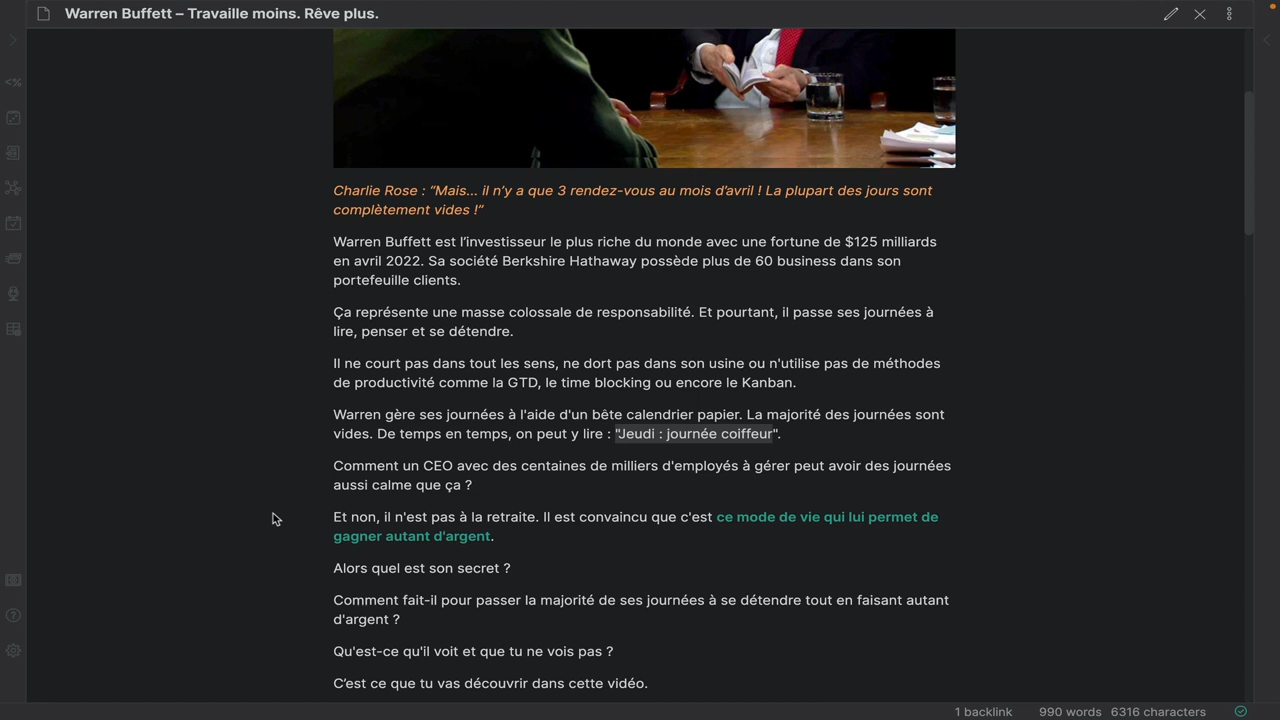 Warren Buffett – Travaille moins. Rêve plus.
Charlie Rose : “Mais... il n’y a que 3 rendez-vous au mois d’avril ! La plupart des jours sont
complètement vides !”
Warren Buffett est l’investisseur le plus riche du monde avec une fortune de $125 milliards
en avril 2022. Sa société Berkshire Hathaway possède plus de 60 business dans son
portefeuille clients.
Ça représente une masse colossale de responsabilité. Et pourtant, il passe ses journées à
lire, penser et se détendre.
Il ne court pas dans tout les sens, ne dort pas dans son usine ou n'utilise pas de méthodes
de productivité comme la GTD, le time blocking ou encore le Kanban.
Warren gère ses journées à l'aide d'un bête calendrier papier. La majorité des journées sont
vides. De temps en temps, on peut y lire : "Jeudi : journée coiffeur".
Comment un CEO avec des centaines de milliers d'employés à gérer peut avoir des journées
aussi calme que ça ?
Et non, il n'est pas à la retraite. Il est convaincu que c'est ce mode de vie qui lui permet de
gagner autant d'argent.
Alors quel est son secret ?
Comment fait-il pour passer la majorité de ses journées à se détendre tout en faisant autant
d'argent ?
Qu'est-ce qu'il voit et que tu ne vois pas ?
C’est ce que tu vas découvrir dans cette vidéo.
1 backlink 990 words 6316 characters